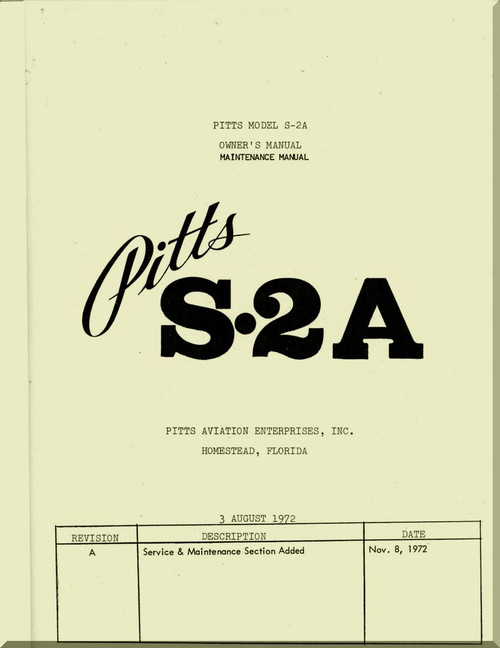 PITTS MODEL S-2A
OWNER'S MANUAL
MAINTENANCE MANUAL
Pitts
S·2A
PITTS AVIATION ENTERPRISES, INC.
HOMESTEAD, FLORIDA
3 AUGUST 1972
REVISION DESCRIPTION DATE
A Service & Maintenance Section Added Nov. 8, 1972